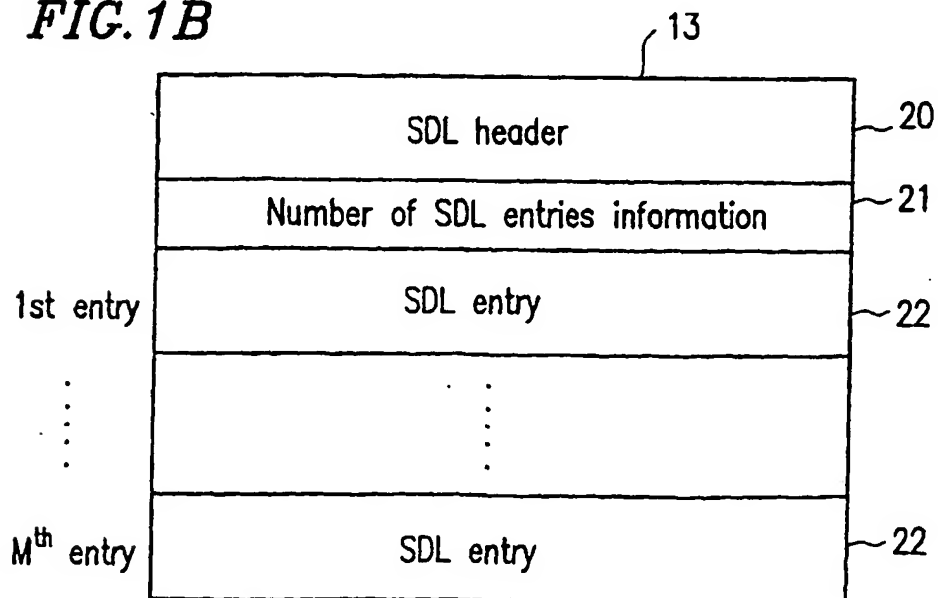 FIG. 1B
13
SDL header
20
Number of SDL entries information
21
1st entry
SDL entry
22
Mth entry
SDL entry
22